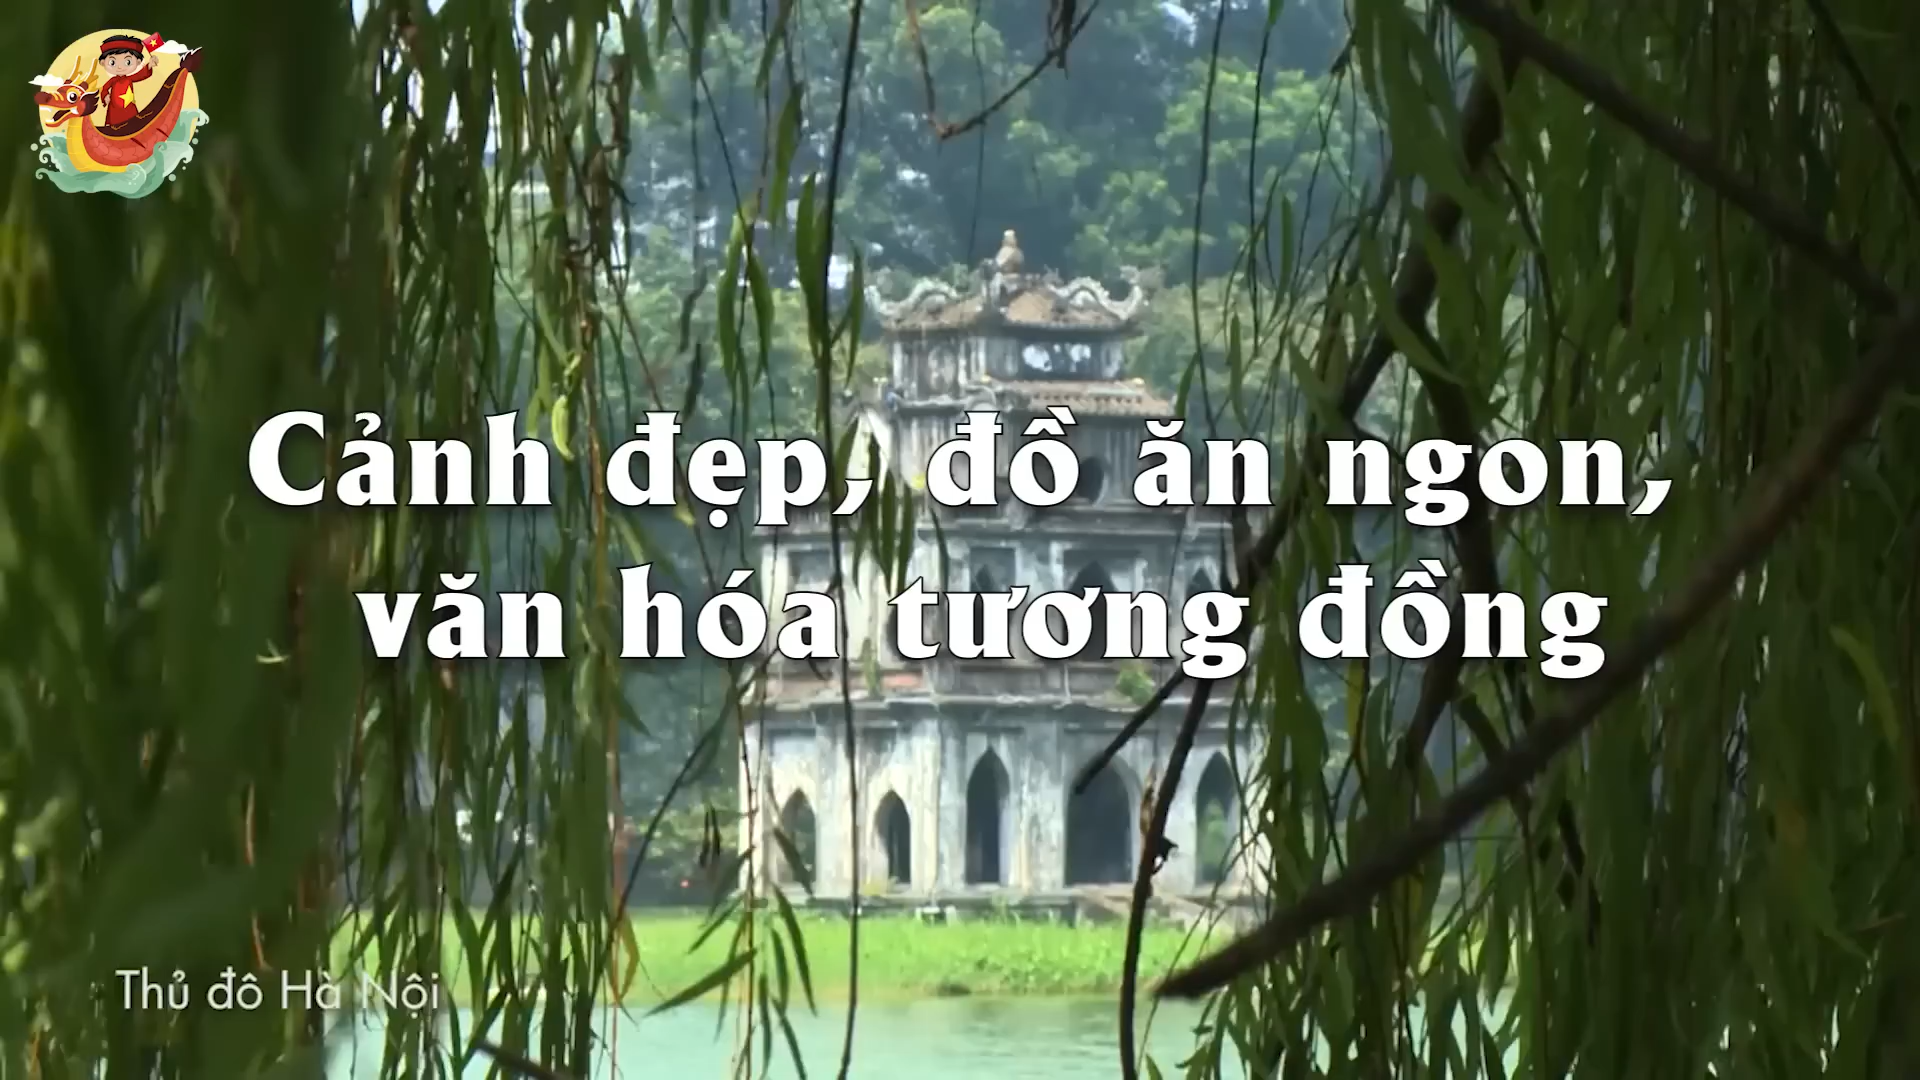 Cảnh đẹp, đồ ăn ngon,
văn hóa tương đồng
Thủ đô Hà Nội